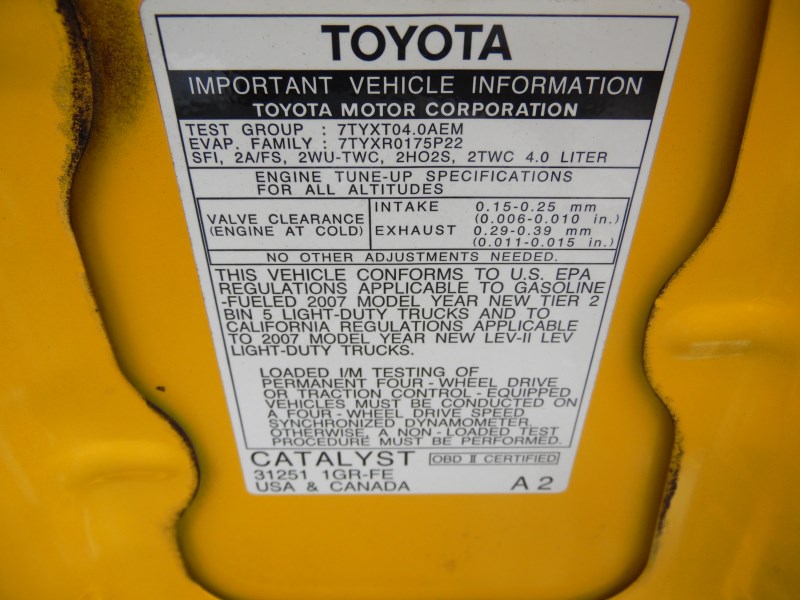 TOYOTA
IMPORTANT VEHICLE INFORMATION
TOYOTA MOTOR CORPORATION
TEST GROUP : 7TYXT04.0AEM
EVAP. FAMILY : 7TYXR0175P22
SFI, 2A/FS, 2WU-TWC, 2HO2S, 2TWC 4.0 LITER
ENGINE TUNE-UP SPECIFICATIONS
FOR ALL ALTITUDES
VALVE CLEARANCE
(ENGINE AT COLD)
INTAKE 0.15-0.25 mm
(0.006-0.010 in.)
EXHAUST 0.29-0.39 mm
(0.011-0.015 in.)
NO OTHER ADJUSTMENTS NEEDED.
THIS VEHICLE CONFORMS TO U.S. EPA
REGULATIONS APPLICABLE TO GASOLINE
-FUELED 2007 MODEL YEAR NEW TIER 2
BIN 5 LIGHT-DUTY TRUCKS AND TO
CALIFORNIA REGULATIONS APPLICABLE
TO 2007 MODEL YEAR NEW LEV-II LEV
LIGHT-DUTY TRUCKS.
LOADED I/M TESTING OF
PERMANENT FOUR-WHEEL DRIVE
OR TRACTION CONTROL-EQUIPPED
VEHICLES MUST BE CONDUCTED ON
A FOUR-WHEEL DRIVE SPEED
SYNCHRONIZED DYNAMOMETER.
OTHERWISE, A NON-LOADED TEST
PROCEDURE MUST BE PERFORMED.
CATALYST OBD II CERTIFIED
31251 1GR-FE
USA & CANADA A 2